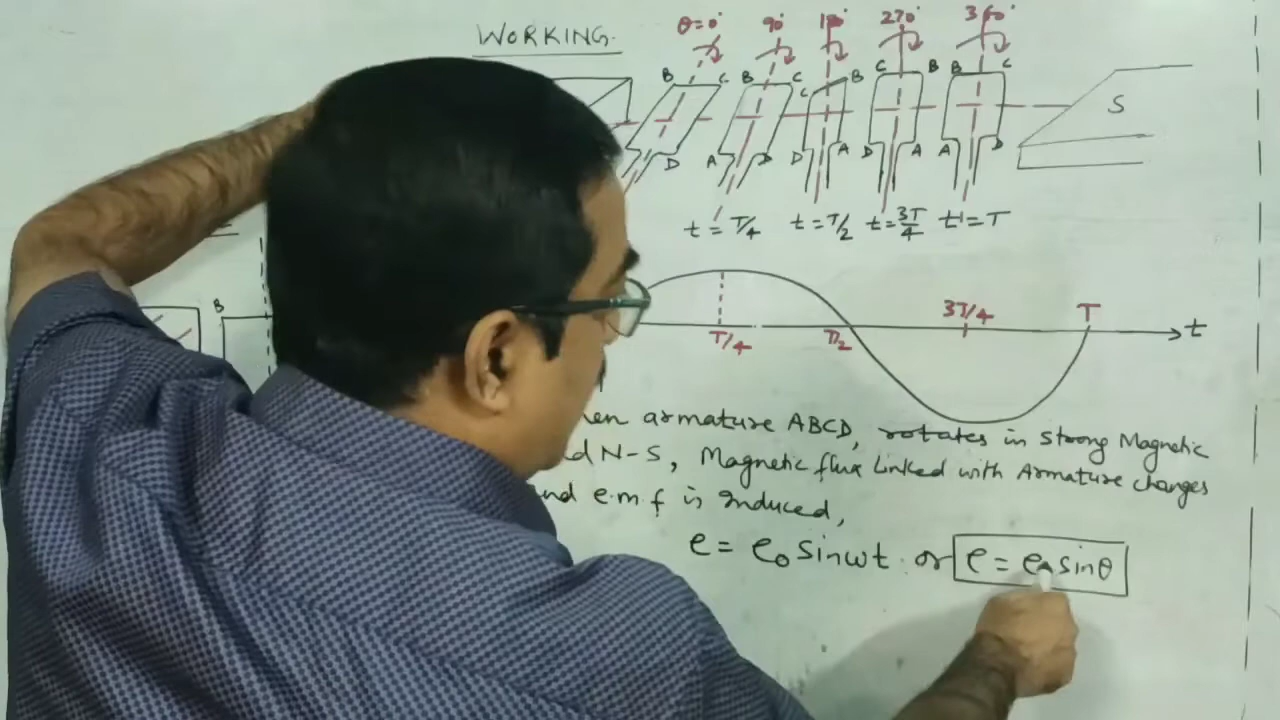 WORKING
θ=0° 90° 180° 270° 360°
B C B C C B C B B C
S
D A D D A D A A D
t = T/4 t = T/2 t = 3T/4 t = T
B
T/4 T/2 3T/4 T t
armature ABCD, rotates in Strong Magnetic
N-S, Magnetic flux Linked with Armature changes
and e.m f is Induced,
e = e₀ Sinωt or e = e₀ Sinθ